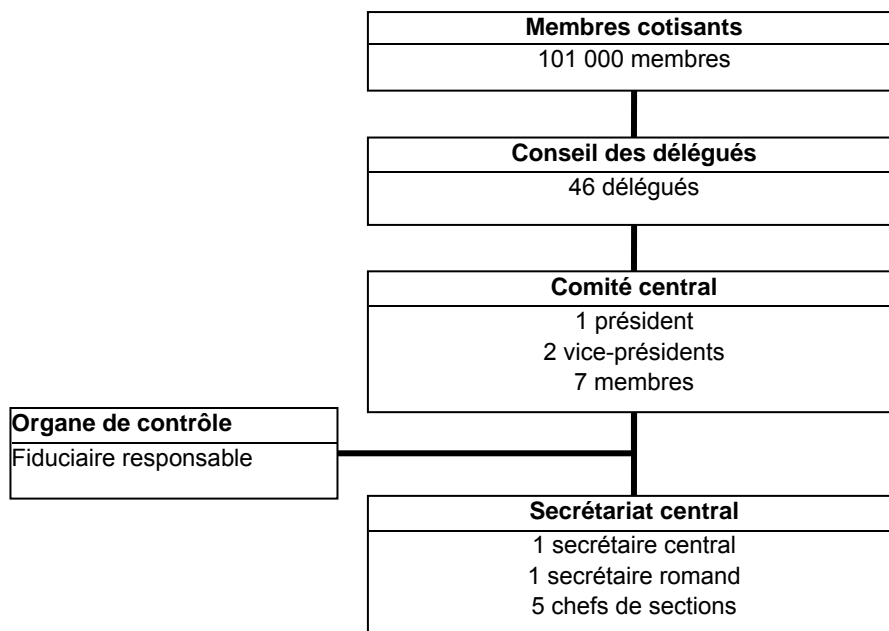 Membres cotisants
101 000 membres
Conseil des délégués
46 délégués
Comité central
1 président
2 vice-présidents
7 membres
Organe de contrôle
Fiduciaire responsable
Secrétariat central
1 secrétaire central
1 secrétaire romand
5 chefs de sections